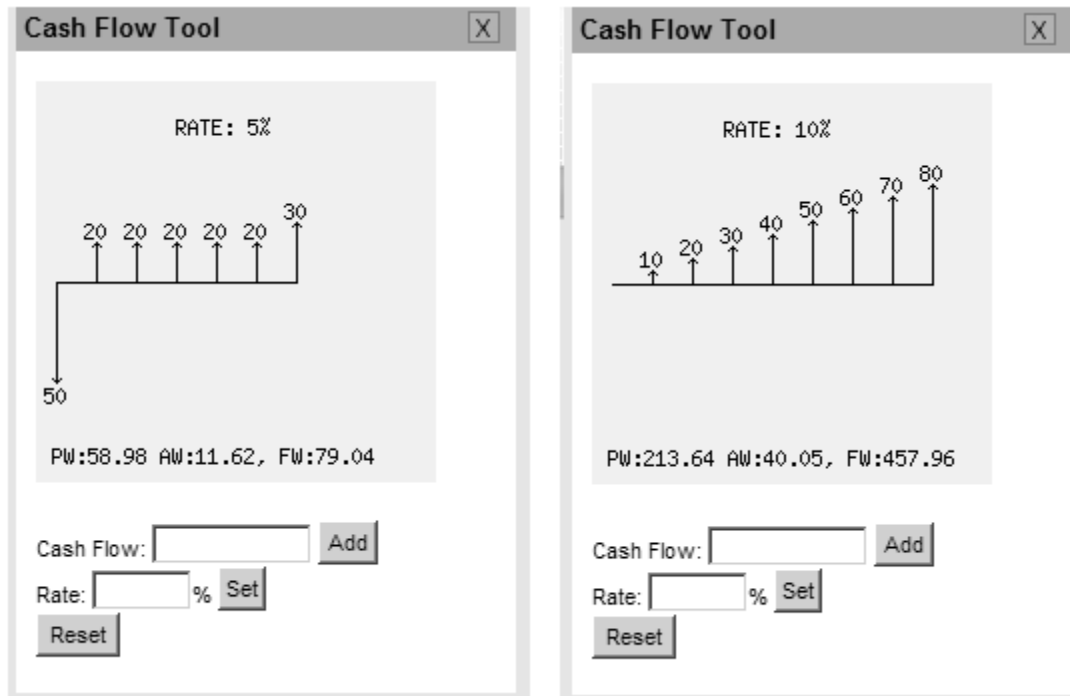 Cash Flow Tool X
RATE: 5%
20 20 20 20 20 30
50
PW:58.98 AW:11.62, FW:79.04
Cash Flow: Add
Rate: % Set
Reset
Cash Flow Tool X
RATE: 10%
10 20 30 40 50 60 70 80
PW:213.64 AW:40.05, FW:457.96
Cash Flow: Add
Rate: % Set
Reset